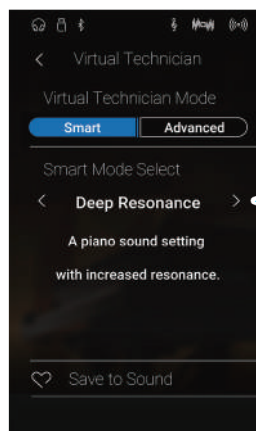 Virtual Technician
Virtual Technician Mode
Smart Advanced
Smart Mode Select
Deep Resonance
A piano sound setting
with increased resonance.
Save to Sound